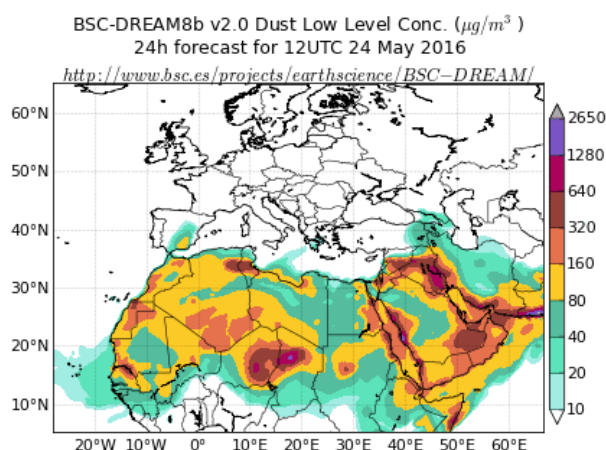 BSC-DREAM8b v2.0 Dust Low Level Conc. (μg/m³ )
24h forecast for 12UTC 24 May 2016
http://www.bsc.es/projects/earthscience/BSC−DREAM/
60°N
50°N
40°N
30°N
20°N
10°N
20°W 10°W 0° 10°E 20°E 30°E 40°E 50°E 60°E
2650
1280
640
320
160
80
40
20
10